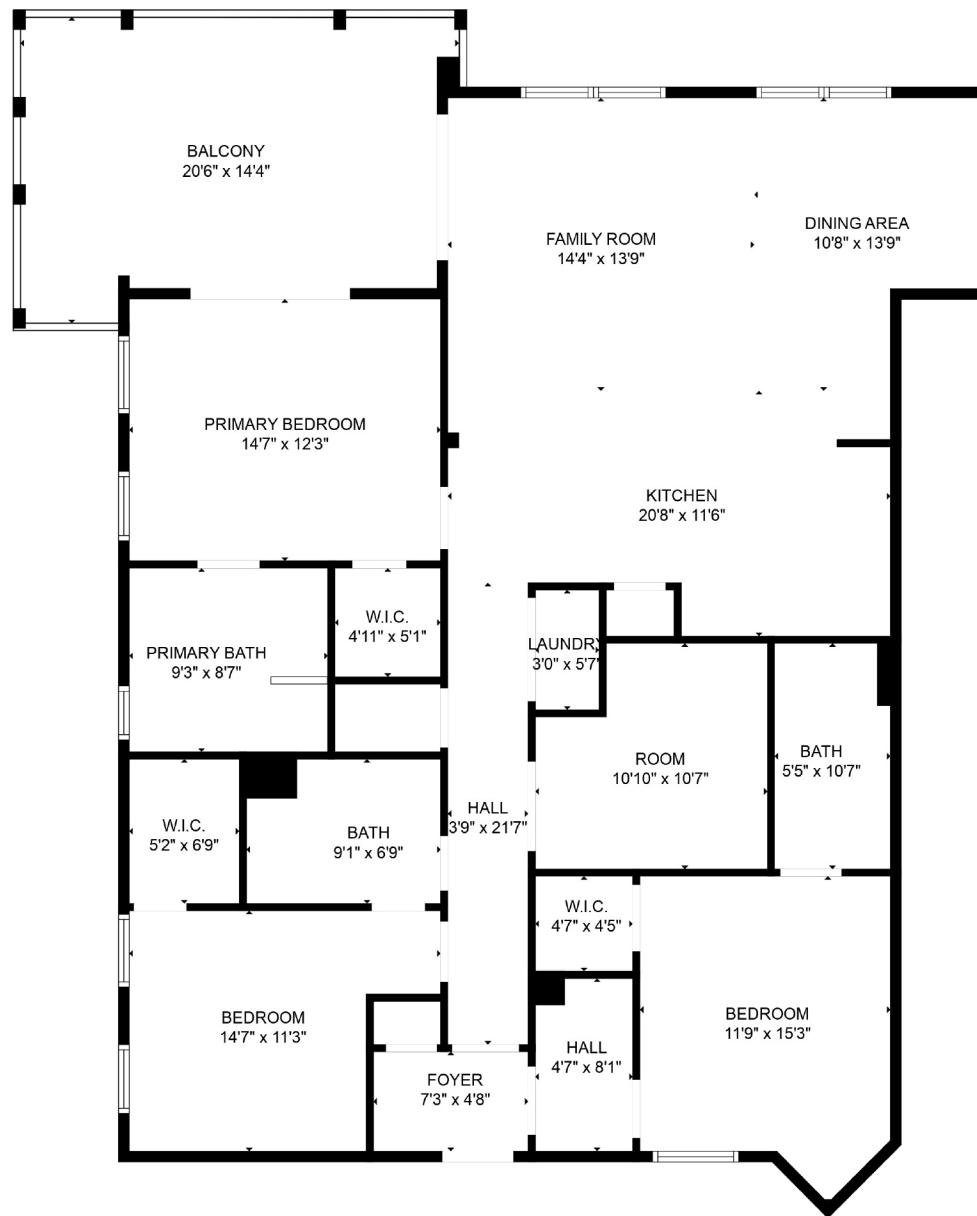 BALCONY
20'6" x 14'4"
FAMILY ROOM
14'4" x 13'9"
DINING AREA
10'8" x 13'9"
PRIMARY BEDROOM
14'7" x 12'3"
KITCHEN
20'8" x 11'6"
W.I.C.
4'11" x 5'1"
PRIMARY BATH
9'3" x 8'7"
LAUNDRY
3'0" x 5'7"
ROOM
10'10" x 10'7"
BATH
5'5" x 10'7"
HALL
3'9" x 21'7"
W.I.C.
5'2" x 6'9"
BATH
9'1" x 6'9"
W.I.C.
4'7" x 4'5"
BEDROOM
14'7" x 11'3"
BEDROOM
11'9" x 15'3"
HALL
4'7" x 8'1"
FOYER
7'3" x 4'8"